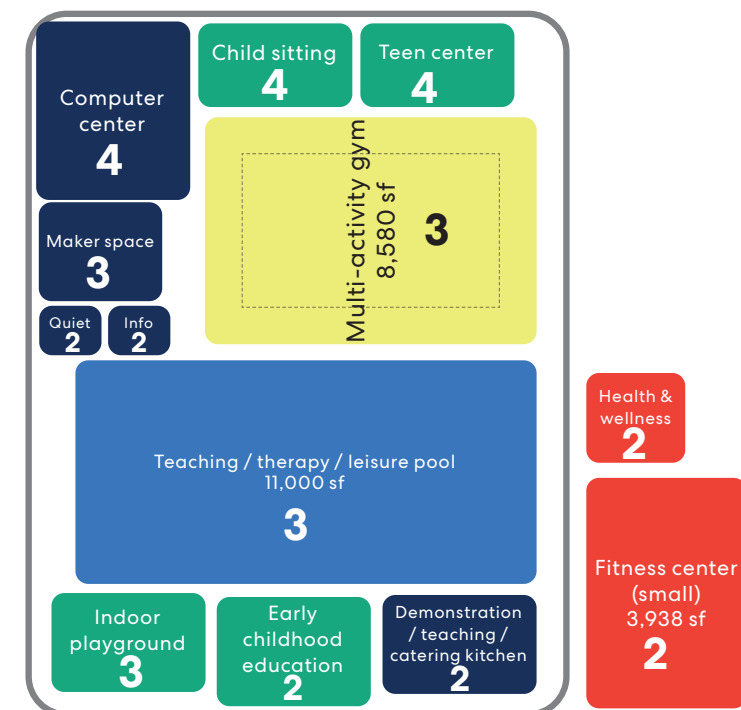 Computer
center
4
Child sitting
4
Teen center
4
Multi-activity gym
8,580 sf
3
Maker space
3
Quiet
2
Info
2
Teaching / therapy / leisure pool
11,000 sf
3
Health &
wellness
2
Fitness center
(small)
3,938 sf
2
Indoor
playground
3
Early
childhood
education
2
Demonstration
/ teaching /
catering kitchen
2